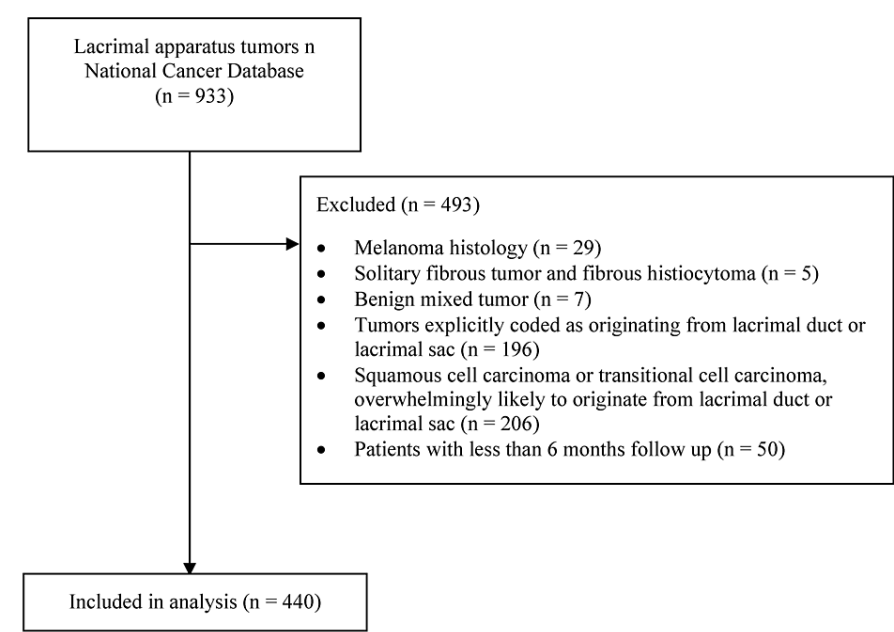 Lacrimal apparatus tumors n
National Cancer Database
(n = 933)
Excluded (n = 493)
• Melanoma histology (n = 29)
• Solitary fibrous tumor and fibrous histiocytoma (n = 5)
• Benign mixed tumor (n = 7)
• Tumors explicitly coded as originating from lacrimal duct or
lacrimal sac (n = 196)
• Squamous cell carcinoma or transitional cell carcinoma,
overwhelmingly likely to originate from lacrimal duct or
lacrimal sac (n = 206)
• Patients with less than 6 months follow up (n = 50)
Included in analysis (n = 440)